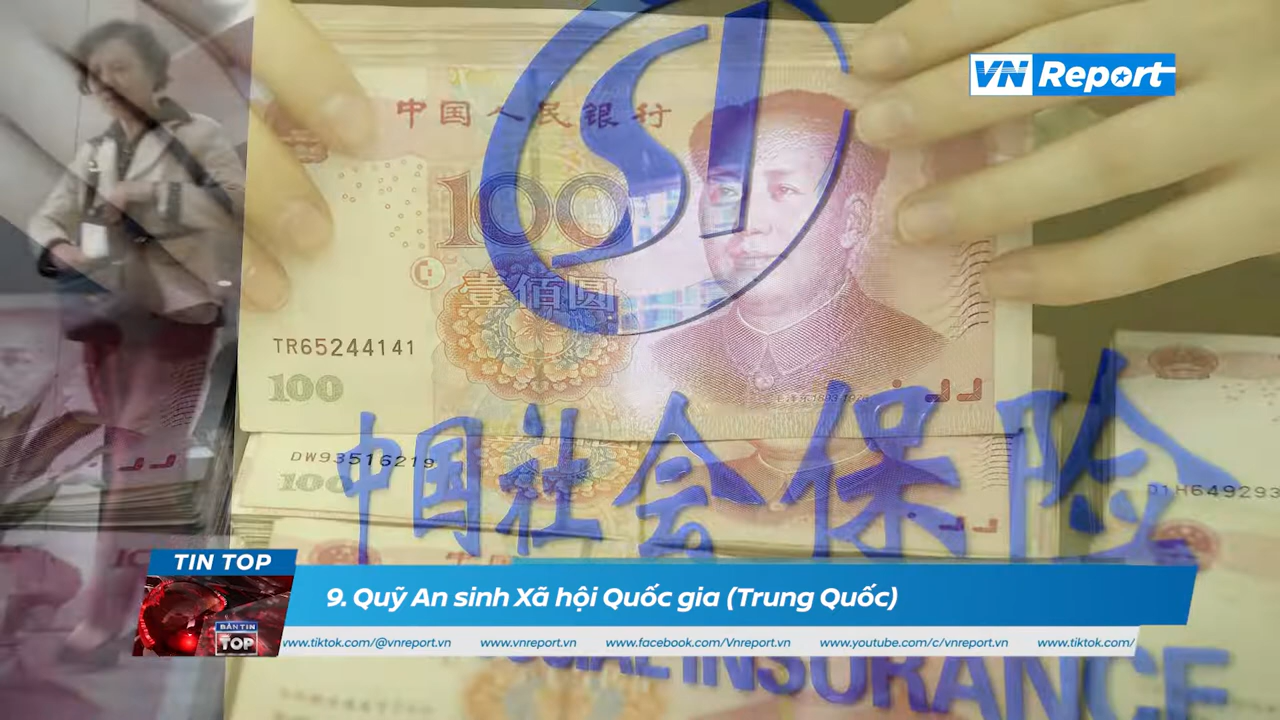 VN Report
中国人民银行
100
壹佰圆
TR65244141
100
DW93516219
100
中国社会保险
TIN TOP
9. Quỹ An sinh Xã hội Quốc gia (Trung Quốc)
BẢN TIN
TOP
www.tiktok.com/@vnreport.vn www.vnreport.vn www.facebook.com/Vnreport.vn www.youtube.com/c/vnreport.vn www.tiktok.com/
INSURANCE